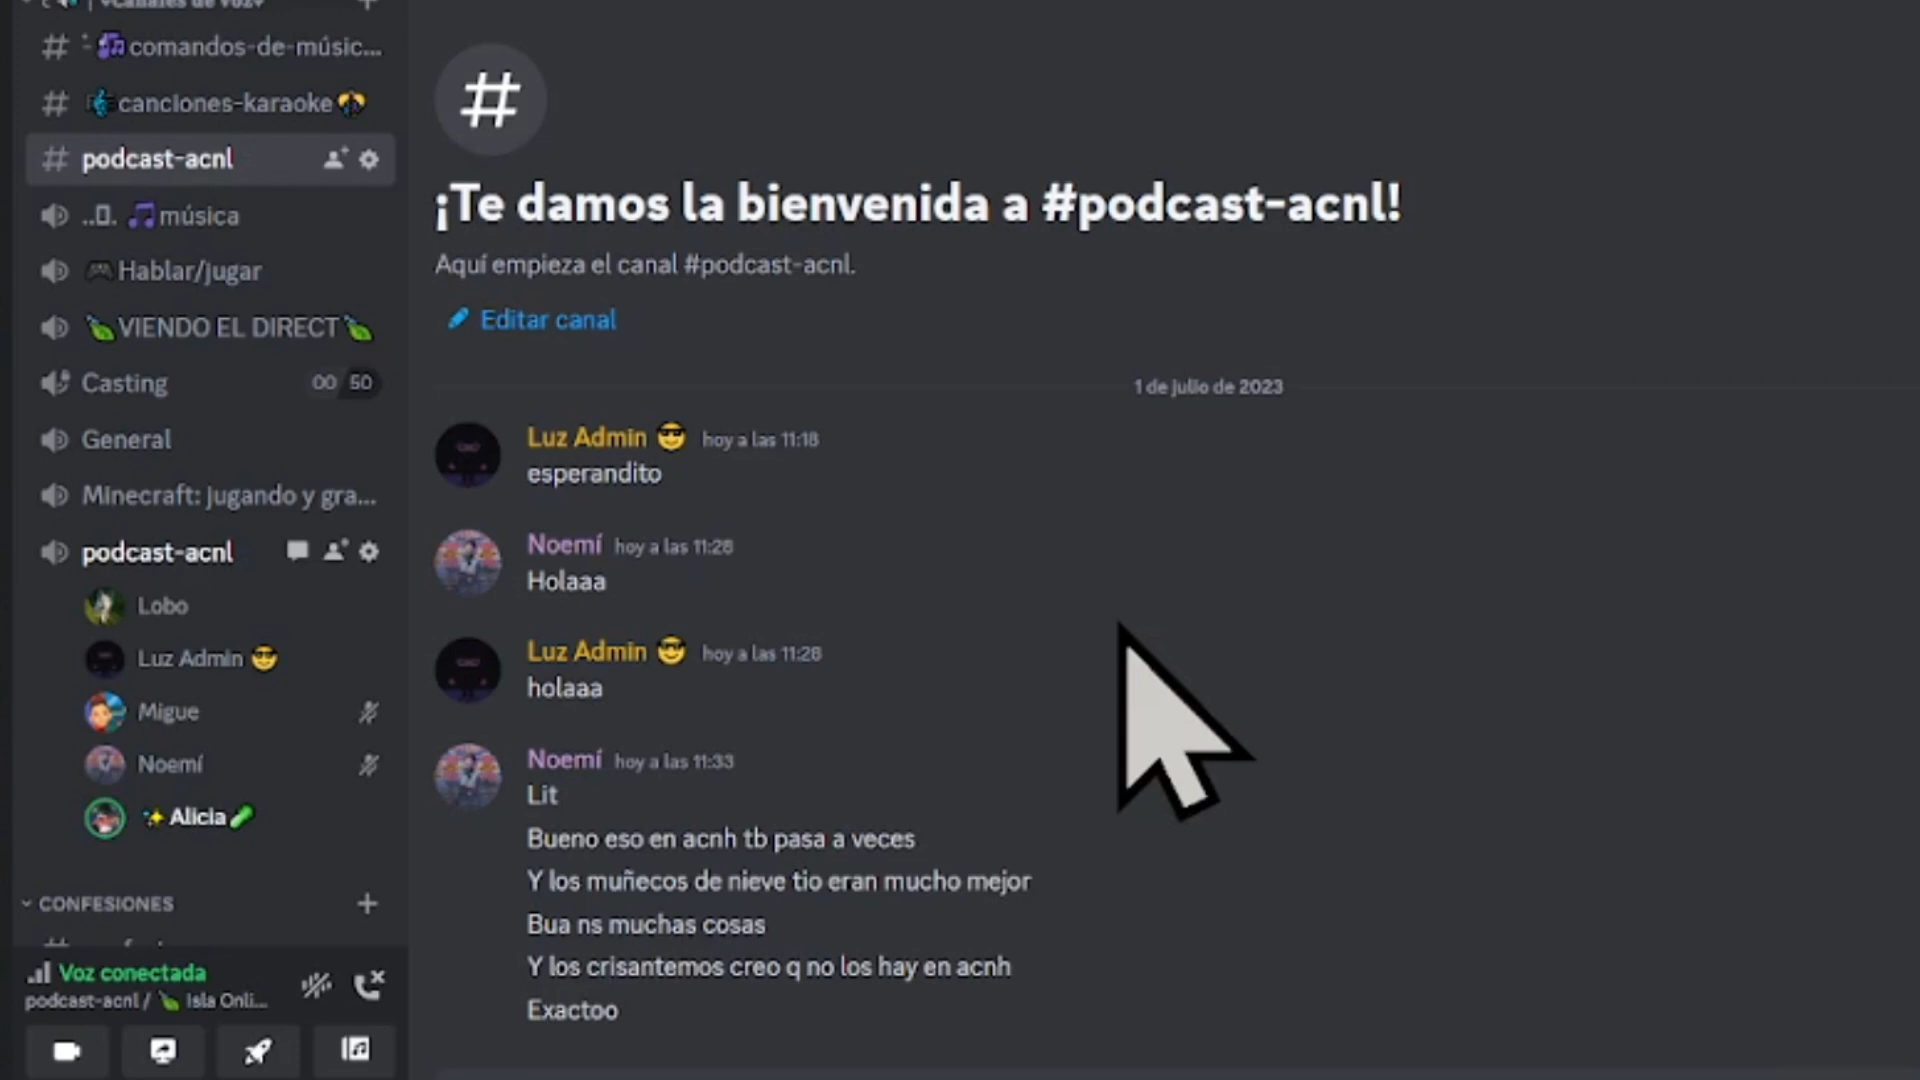 Canales de voz
comandos-de-músic...
canciones-karaoke
podcast-acnl
música
Hablar/jugar
VIENDO EL DIRECT
Casting 00 50
General
Minecraft: jugando y gra...
podcast-acnl
Lobo
Luz Admin
Migue
Noemí
Alicia
CONFESIONES
Voz conectada
podcast-acnl / Isla Onli...
#
¡Te damos la bienvenida a #podcast-acnl!
Aquí empieza el canal #podcast-acnl.
Editar canal
1 de julio de 2023
Luz Admin 😎 hoy a las 11:18
esperandito
Noemí hoy a las 11:28
Holaaa
Luz Admin 😎 hoy a las 11:28
holaaa
Noemí hoy a las 11:33
Lit
Bueno eso en acnh tb pasa a veces
Y los muñecos de nieve tio eran mucho mejor
Bua ns muchas cosas
Y los crisantemos creo q no los hay en acnh
Exactoo